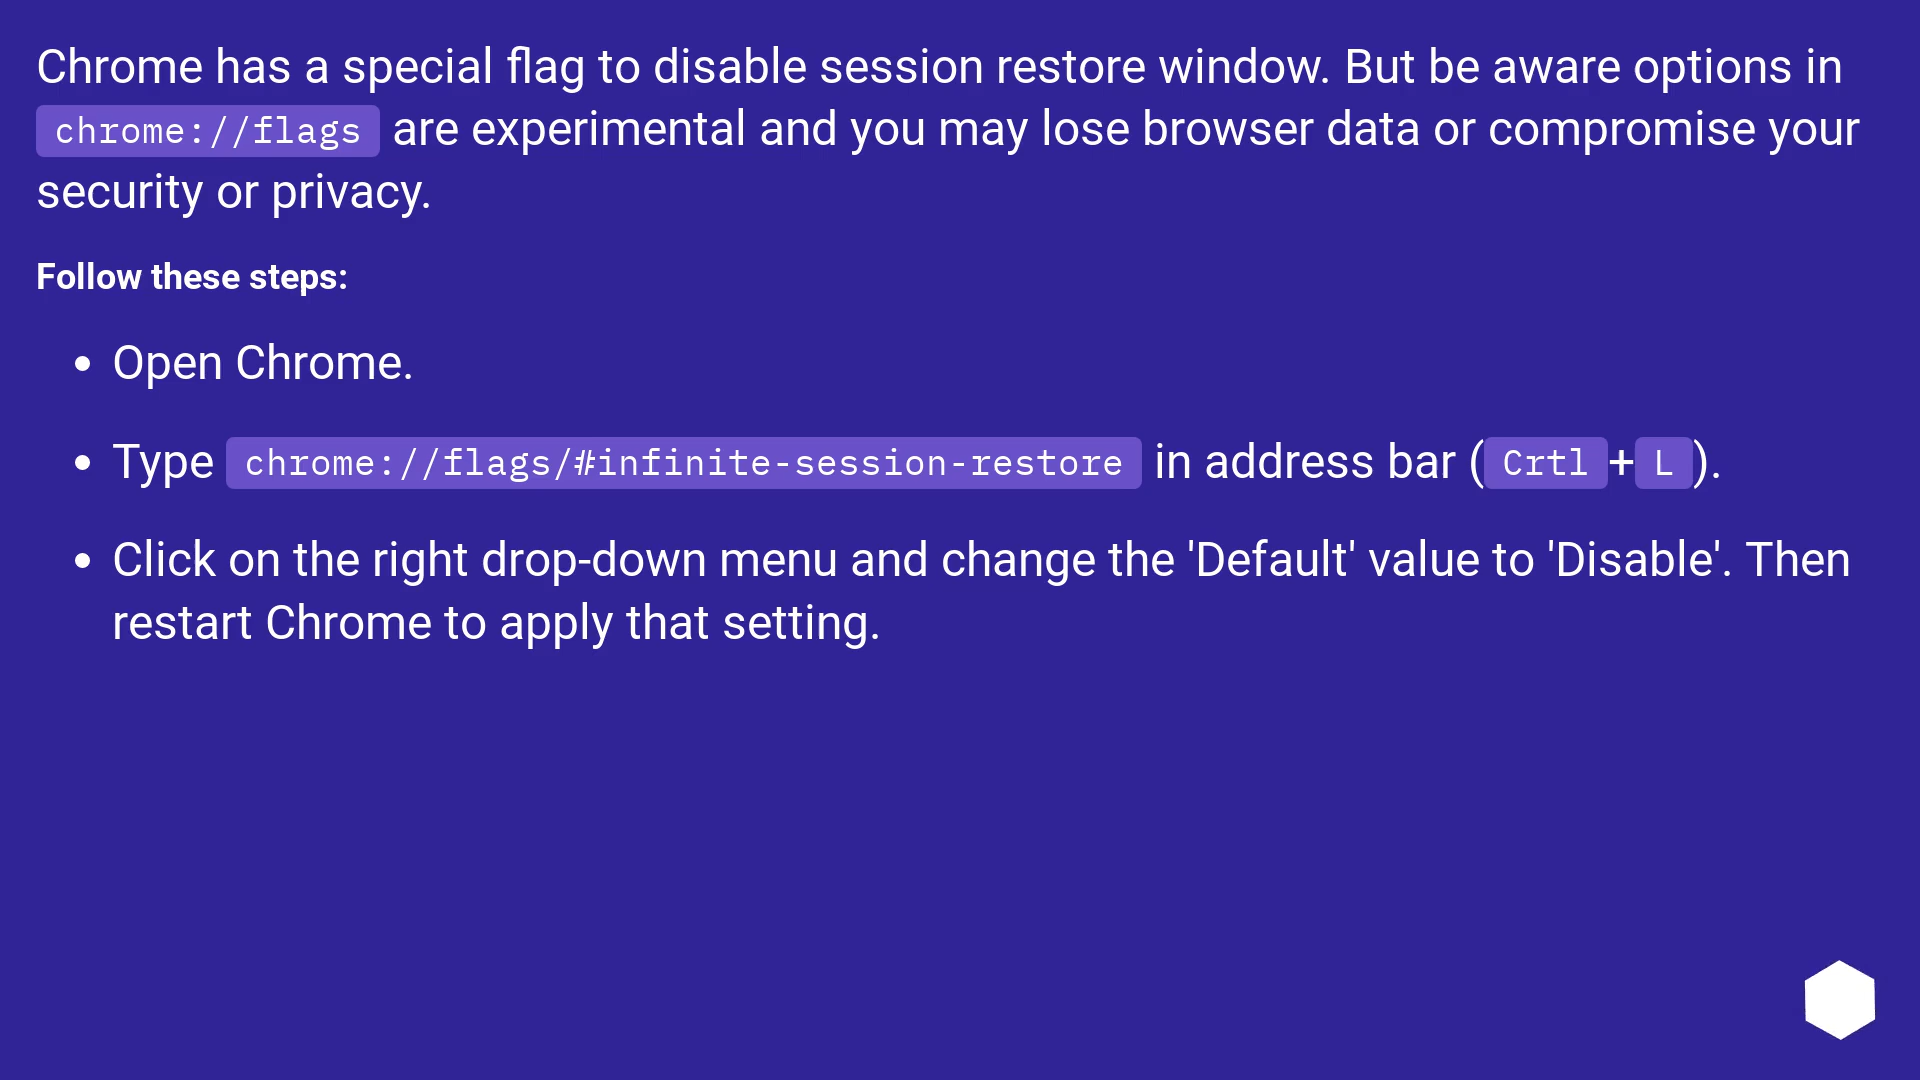 Chrome has a special flag to disable session restore window. But be aware options in
chrome://flags are experimental and you may lose browser data or compromise your
security or privacy.
Follow these steps:
• Open Chrome.
• Type chrome://flags/#infinite-session-restore in address bar (Crtl+L).
• Click on the right drop-down menu and change the 'Default' value to 'Disable'. Then
restart Chrome to apply that setting.